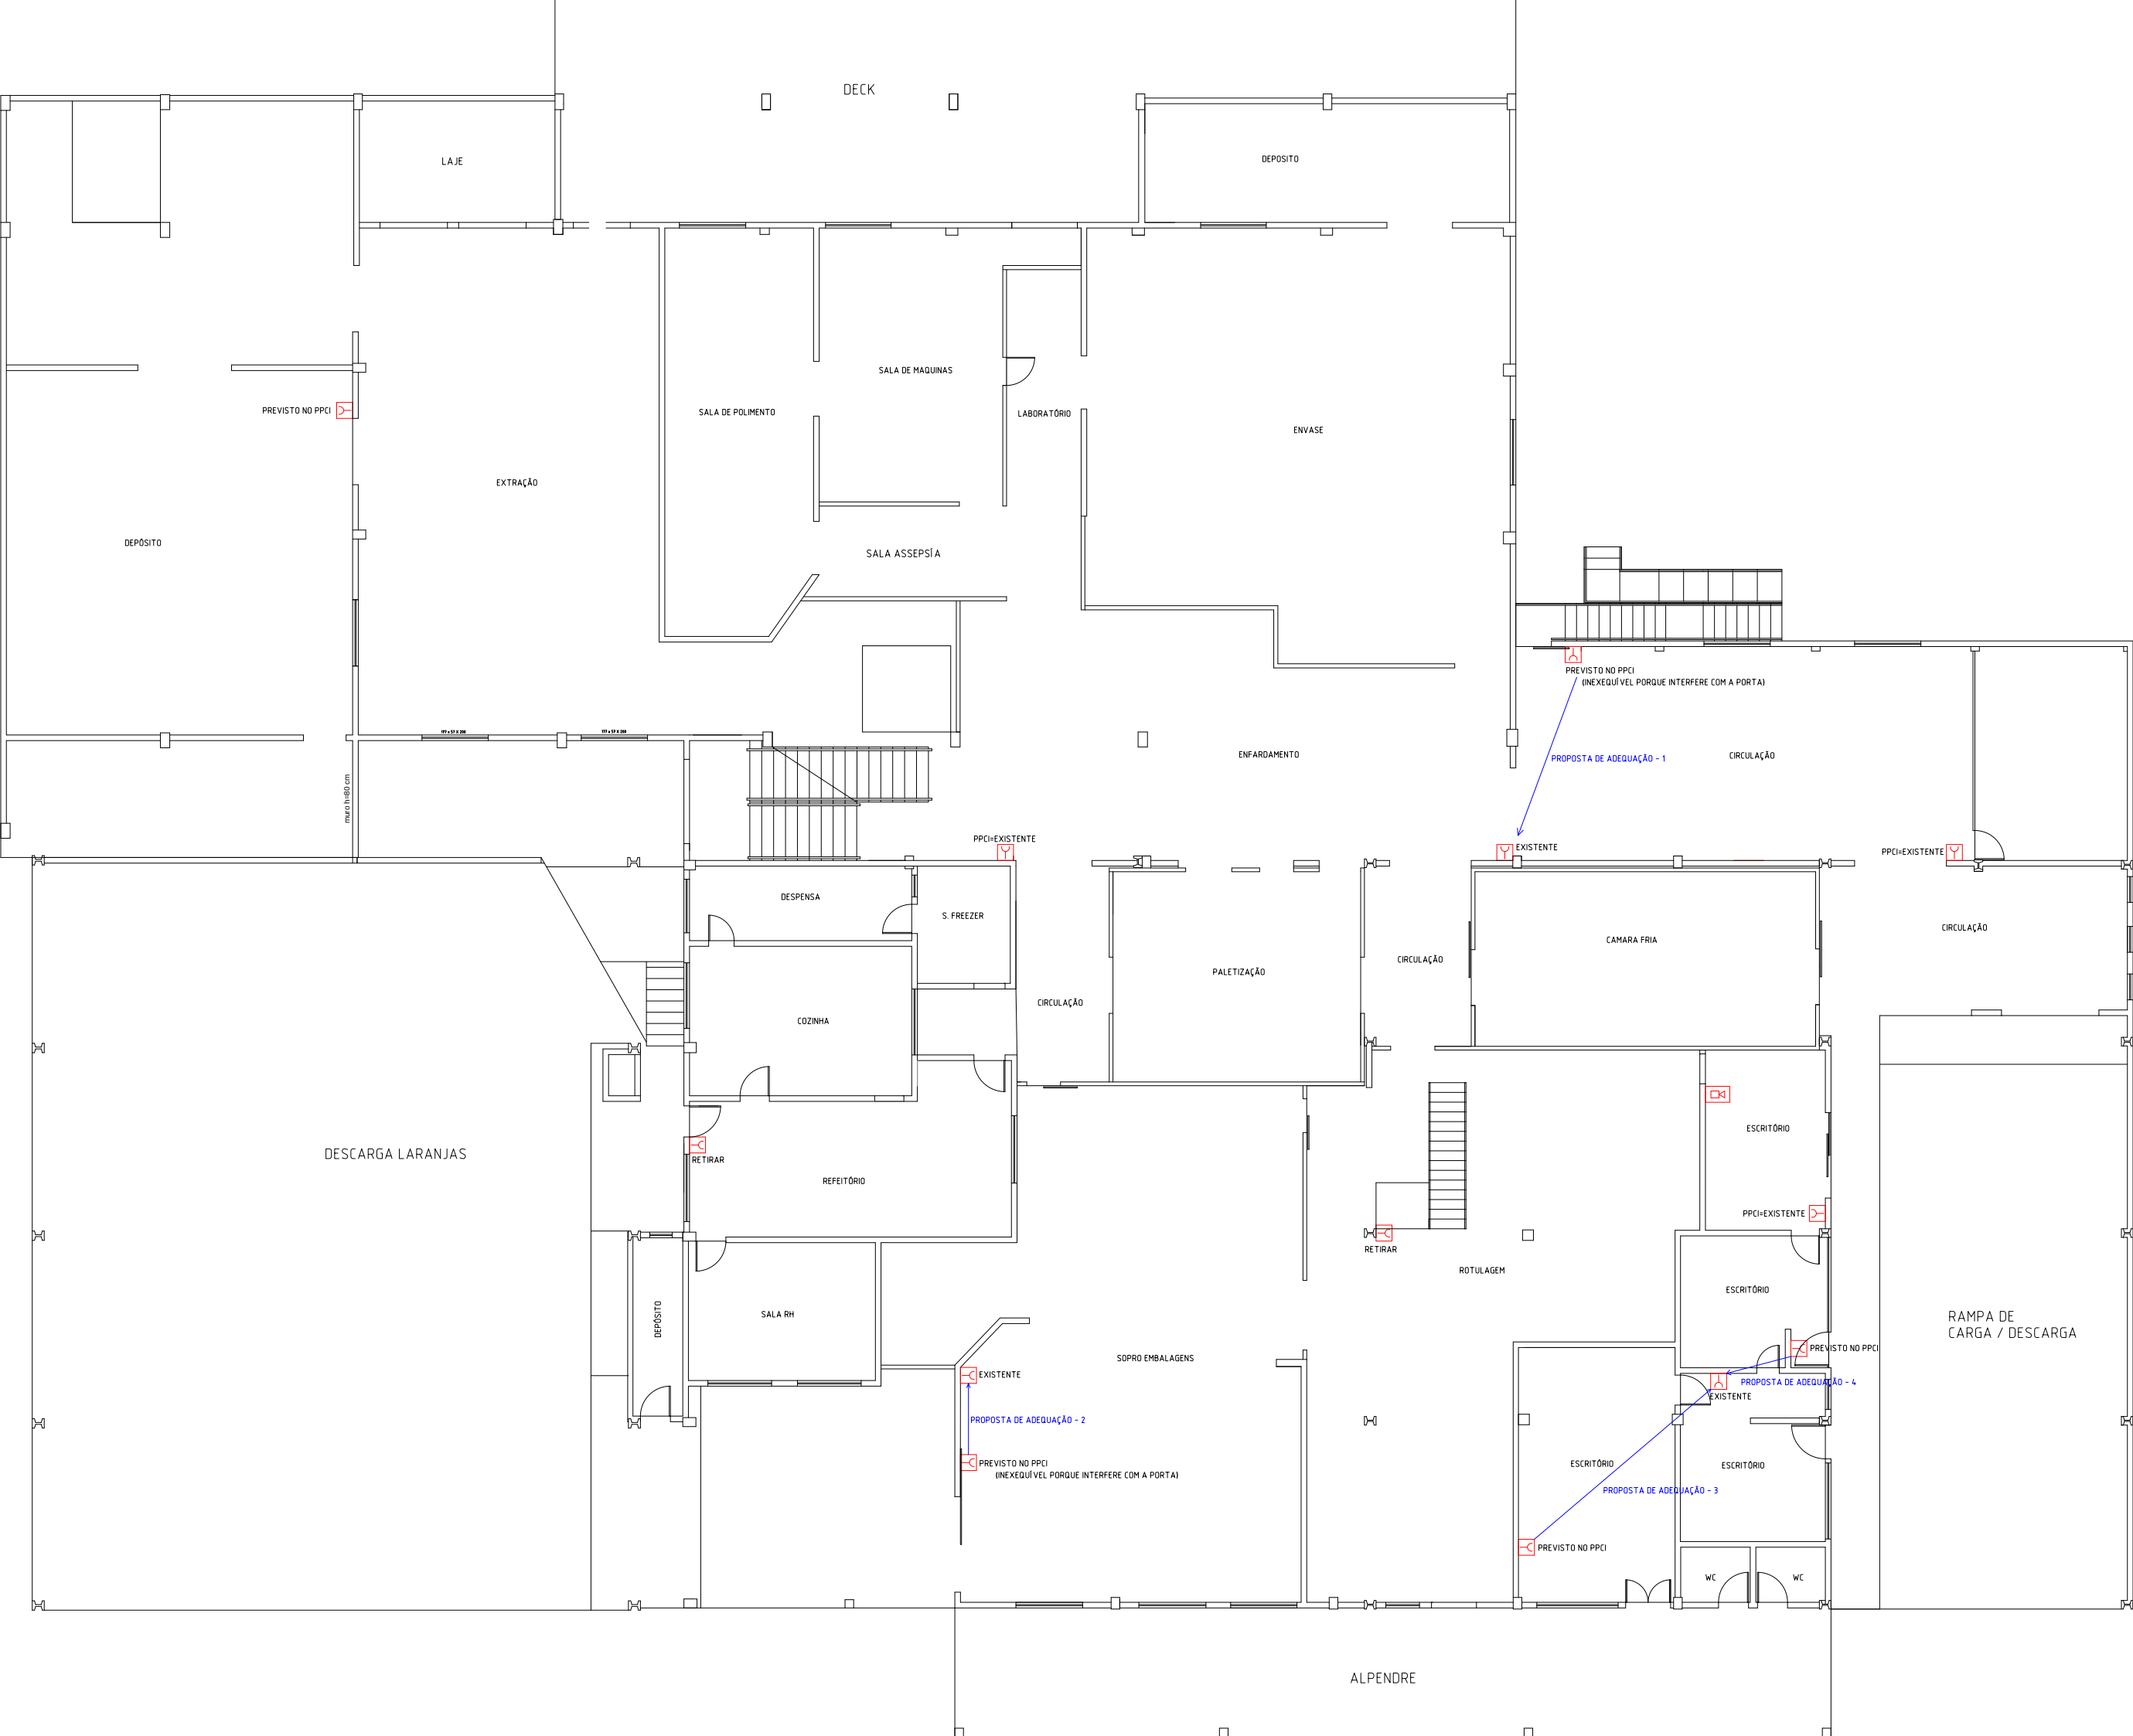 DECK
LAJE
DEPOSITO
SALA DE MAQUINAS
PREVISTO NO PPCI
SALA DE POLIMENTO
LABORATÓRIO
ENVASE
EXTRAÇÃO
DEPÓSITO
SALA ASSEPSÍA
PREVISTO NO PPCI
(INEXEQUÍVEL PORQUE INTERFERE COM A PORTA)
197 x 57 X 200
ENFARDAMENTO
PROPOSTA DE ADEQUAÇÃO - 1
CIRCULAÇÃO
muro h=80 cm
PPCI=EXISTENTE
EXISTENTE
PPCI=EXISTENTE
DESPENSA
S. FREEZER
CIRCULAÇÃO
CAMARA FRIA
CIRCULAÇÃO
PALETIZAÇÃO
CIRCULAÇÃO
COZINHA
ESCRITÓRIO
DESCARGA LARANJAS
RETIRAR
REFEITÓRIO
PPCI=EXISTENTE
RETIRAR
ROTULAGEM
ESCRITÓRIO
DEPÓSITO
SALA RH
RAMPA DE
CARGA / DESCARGA
PREVISTO NO PPCI
SOPRO EMBALAGENS
EXISTENTE
PROPOSTA DE ADEQUAÇÃO - 4
EXISTENTE
PROPOSTA DE ADEQUAÇÃO - 2
PREVISTO NO PPCI
(INEXEQUÍVEL PORQUE INTERFERE COM A PORTA)
ESCRITÓRIO
ESCRITÓRIO
PROPOSTA DE ADEQUAÇÃO - 3
PREVISTO NO PPCI
WC
WC
ALPENDRE